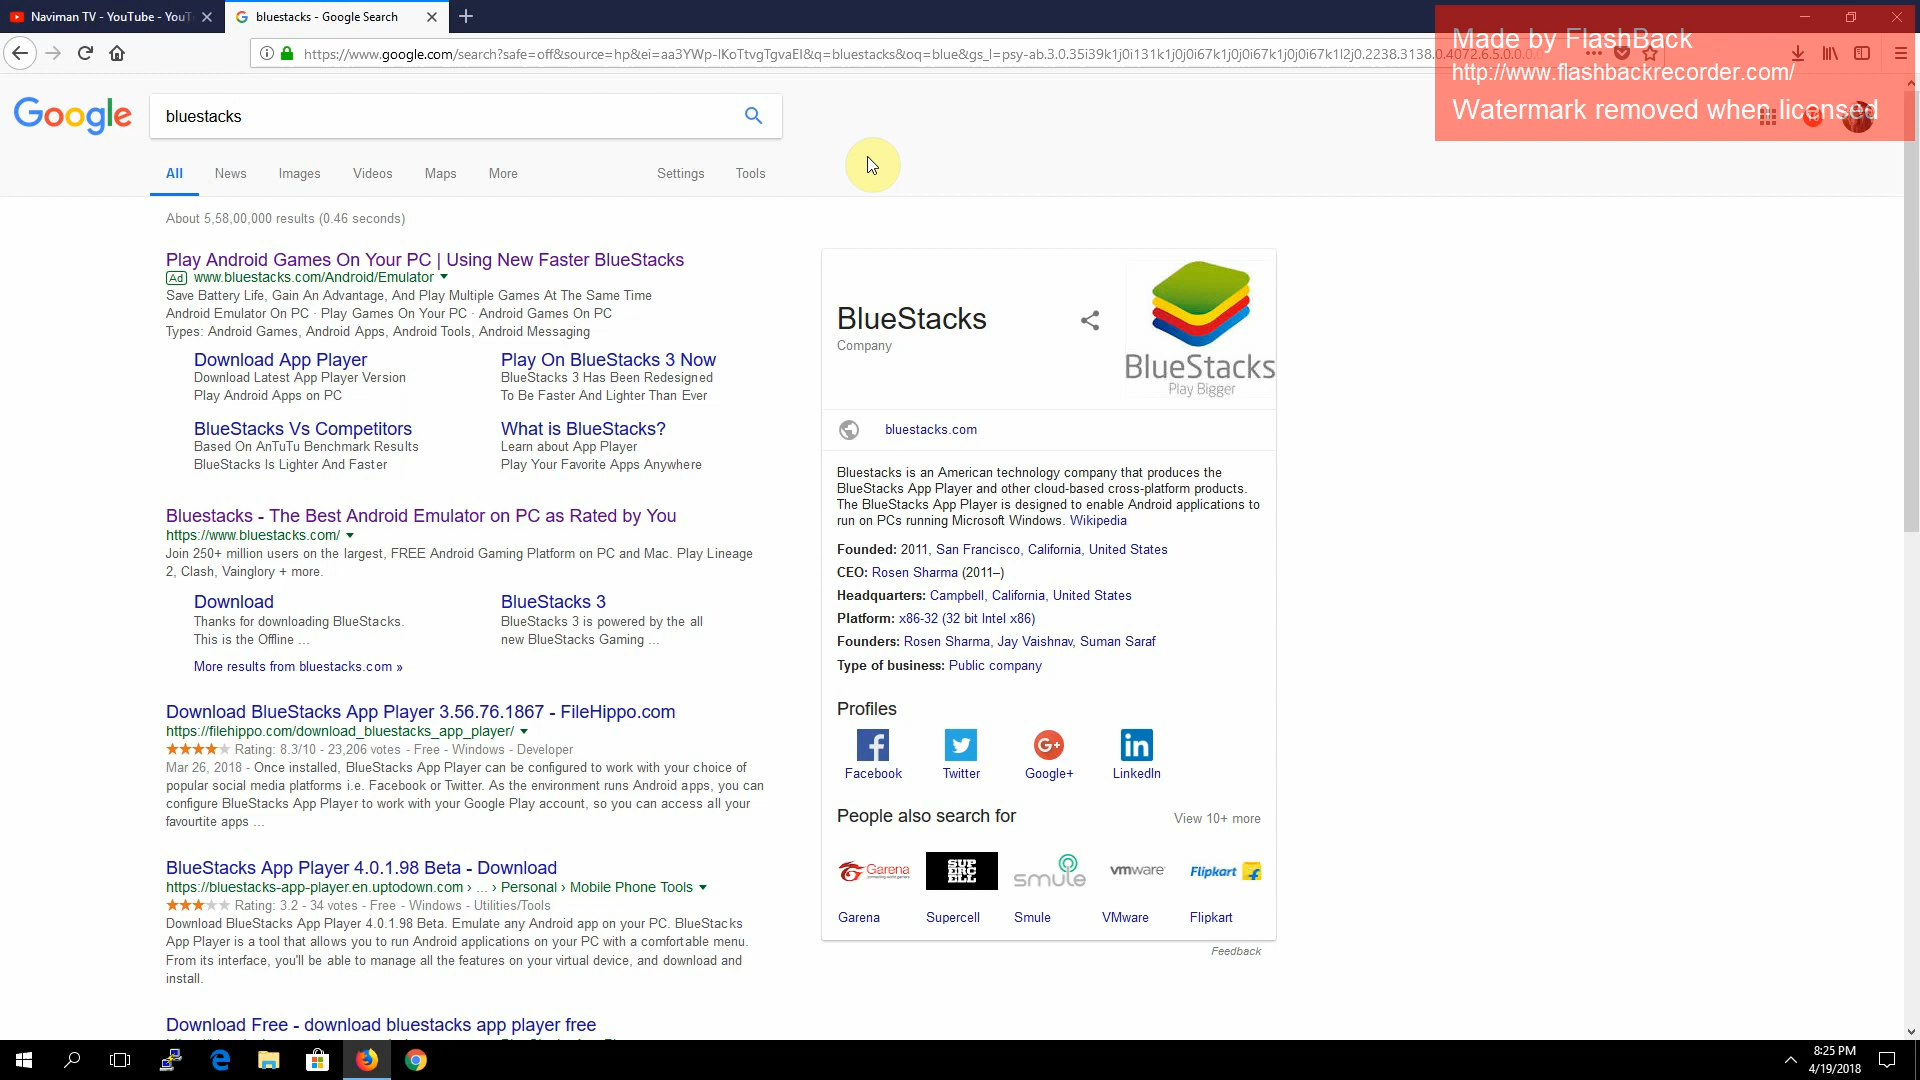 Naviman TV - YouTube - YouT
bluestacks - Google Search
https://www.google.com/search?safe=off&source=hp&ei=aa3YWp-IKoTtvgTgvaEI&q=bluestacks&oq=blue&gs_l=psy-ab.3.0.35i39k1j0i131k1j0j0i67k1j0j0i67k1j0j0i67k1l2j0.2238.3138.0.4072.6.5.0.0.0
Made by FlashBack
http://www.flashbackrecorder.com/
Watermark removed when licensed
Google
bluestacks
All
News
Images
Videos
Maps
More
Settings
Tools
About 5,58,00,000 results (0.46 seconds)
Play Android Games On Your PC | Using New Faster BlueStacks
Ad www.bluestacks.com/Android/Emulator
Save Battery Life, Gain An Advantage, And Play Multiple Games At The Same Time
Android Emulator On PC · Play Games On Your PC · Android Games On PC
Types: Android Games, Android Apps, Android Tools, Android Messaging
Download App Player
Download Latest App Player Version
Play Android Apps on PC
Play On BlueStacks 3 Now
BlueStacks 3 Has Been Redesigned
To Be Faster And Lighter Than Ever
BlueStacks Vs Competitors
Based On AnTuTu Benchmark Results
BlueStacks Is Lighter And Faster
What is BlueStacks?
Learn about App Player
Play Your Favorite Apps Anywhere
Bluestacks - The Best Android Emulator on PC as Rated by You
https://www.bluestacks.com/
Join 250+ million users on the largest, FREE Android Gaming Platform on PC and Mac. Play Lineage
2, Clash, Vainglory + more.
Download
Thanks for downloading BlueStacks.
This is the Offline ...
BlueStacks 3
BlueStacks 3 is powered by the all
new BlueStacks Gaming ...
More results from bluestacks.com »
Download BlueStacks App Player 3.56.76.1867 - FileHippo.com
https://filehippo.com/download_bluestacks_app_player/
Rating: 8.3/10 - 23,206 votes - Free - Windows - Developer
Mar 26, 2018 - Once installed, BlueStacks App Player can be configured to work with your choice of
popular social media platforms i.e. Facebook or Twitter. As the environment runs Android apps, you can
configure BlueStacks App Player to work with your Google Play account, so you can access all your
favourtite apps ...
BlueStacks App Player 4.0.1.98 Beta - Download
https://bluestacks-app-player.en.uptodown.com › ... › Personal › Mobile Phone Tools
Rating: 3.2 - 34 votes - Free - Windows - Utilities/Tools
Download BlueStacks App Player 4.0.1.98 Beta. Emulate any Android app on your PC. BlueStacks
App Player is a tool that allows you to run Android applications on your PC with a comfortable menu.
From its interface, you'll be able to manage all the features on your virtual device, and download and
install.
Download Free - download bluestacks app player free
BlueStacks
Company
BlueStacks
Play Bigger
bluestacks.com
Bluestacks is an American technology company that produces the
BlueStacks App Player and other cloud-based cross-platform products.
The BlueStacks App Player is designed to enable Android applications to
run on PCs running Microsoft Windows. Wikipedia
Founded: 2011, San Francisco, California, United States
CEO: Rosen Sharma (2011–)
Headquarters: Campbell, California, United States
Platform: x86-32 (32 bit Intel x86)
Founders: Rosen Sharma, Jay Vaishnav, Suman Saraf
Type of business: Public company
Profiles
Facebook
Twitter
Google+
LinkedIn
People also search for
View 10+ more
Garena
SUPERCELL
smule
vmware
Flipkart
Garena
Supercell
Smule
VMware
Flipkart
Feedback
8:25 PM
4/19/2018